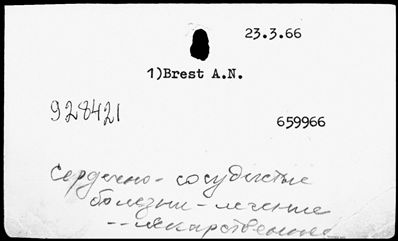 23.3.66
1)Brest A.N.
928421
659966
Сердечно- сосудистые
болезни - лечение
-- лекарственное